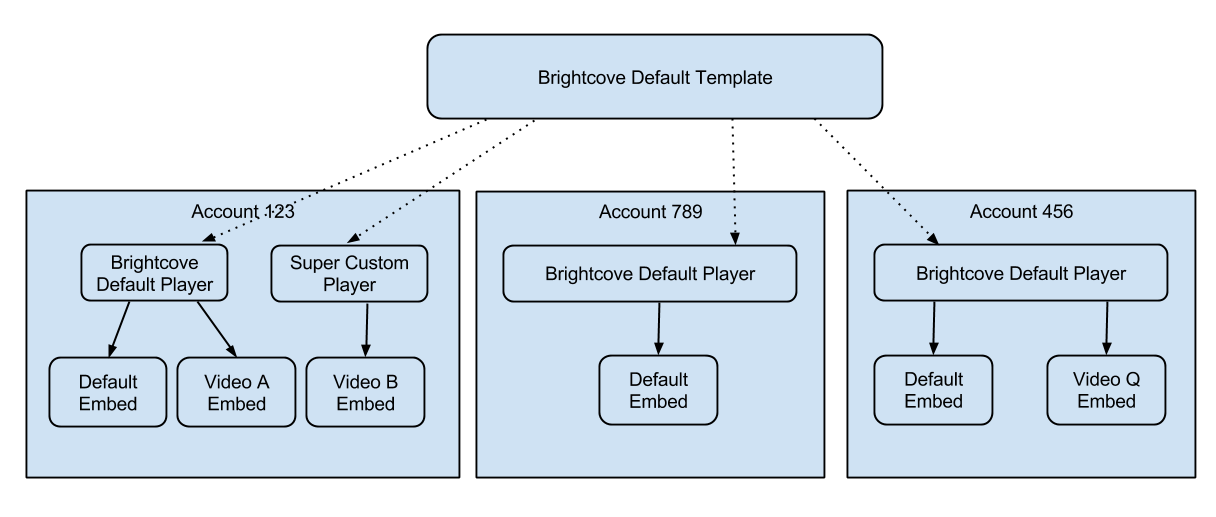 Brightcove Default Template
Account 123
Brightcove
Default Player
Super Custom
Player
Default
Embed
Video A
Embed
Video B
Embed
Account 789
Brightcove Default Player
Default
Embed
Account 456
Brightcove Default Player
Default
Embed
Video Q
Embed